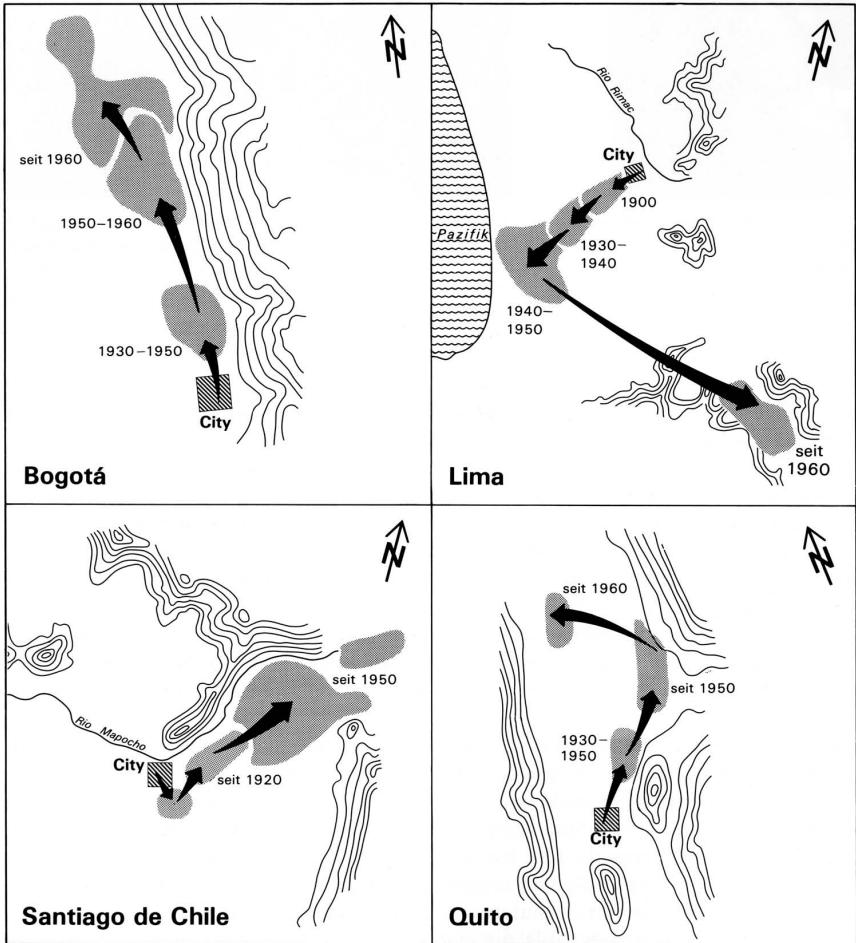 N
seit 1960
1950–1960
1930–1950
City
Bogotá
N
Rio Rimac
City
1900
Pazifik
1930–
1940
1940–
1950
seit
1960
Lima
N
seit 1950
Rio Mapocho
City
seit 1920
Santiago de Chile
N
seit 1960
seit 1950
1930–
1950
City
Quito